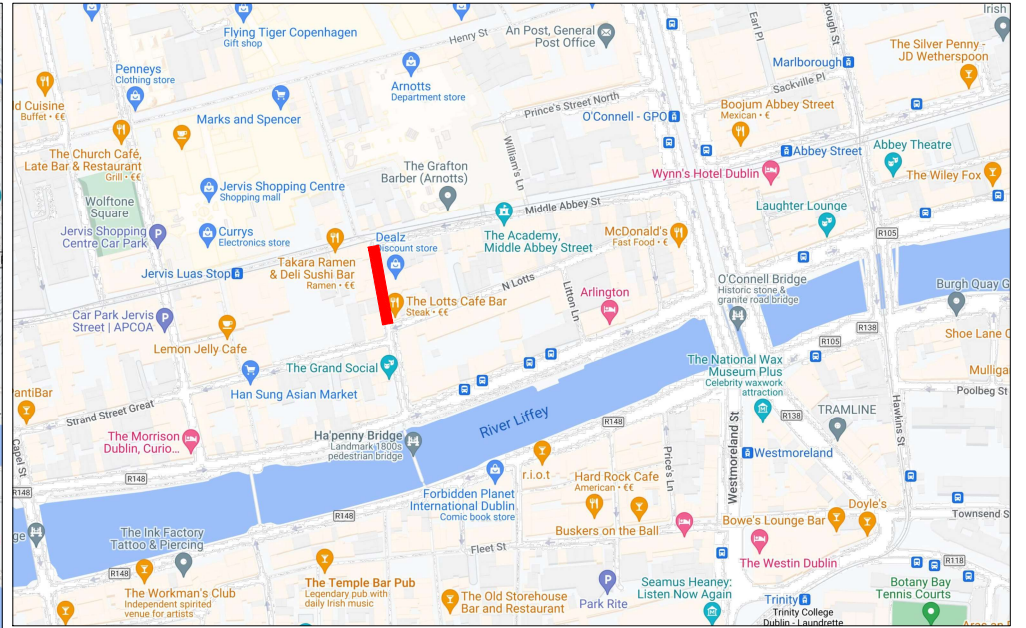 Flying Tiger Copenhagen
Gift shop
Henry St
An Post, General
Post Office
Earl Pl
Irish
Marlborough
The Silver Penny -
JD Wetherspoon
Penneys
Clothing store
Arnotts
Department store
Sackville Pl
ld Cuisine
Buffet • €€
Marks and Spencer
Prince's Street North
O'Connell - GPO
Boojum Abbey Street
Mexican • €
The Church Café,
Late Bar & Restaurant
Grill • €€
The Grafton
Barber (Arnotts)
William's Ln
Abbey Street
Abbey Theatre
Wynn's Hotel Dublin
The Wiley Fox
Jervis Shopping Centre
Shopping mall
Wolftone
Square
Middle Abbey St
Laughter Lounge
Jervis Shopping
Centre Car Park
P
Currys
Electronics store
Dealz
Discount store
The Academy,
Middle Abbey Street
McDonald's
Fast Food • €
R105
Takara Ramen
& Deli Sushi Bar
Ramen • €€
Jervis Luas Stop
N Lotts
Litton Ln
Arlington
O'Connell Bridge
Historic stone &
granite road bridge
Burgh Quay G
The Lotts Cafe Bar
Steak • €€
Car Park Jervis
Street | APCOA
P
R138
Shoe Lane C
R105
Lemon Jelly Cafe
The Grand Social
The National Wax
Museum Plus
Celebrity waxwork
attraction
Mulliga
Han Sung Asian Market
antiBar
Poolbeg St
Strand Street Great
River Liffey
R148
R138
TRAMLINE
Hawkins St
The Morrison
Dublin, Curio...
Ha'penny Bridge
Landmark 1800s
pedestrian bridge
Capel St
Price's Ln
Westmoreland St
Westmoreland
r.i.o.t
Hard Rock Cafe
American • €€
R148
R148
Forbidden Planet
International Dublin
Comic book store
R148
Doyle's
Townsend S
Bowe's Lounge Bar
Buskers on the Ball
ge
The Ink Factory
Tattoo & Piercing
Fleet St
The Westin Dublin
R118
R148
The Temple Bar Pub
Legendary pub with
daily Irish music
The Workman's Club
Independent spirited
venue for artists
The Old Storehouse
Bar and Restaurant
P
Park Rite
Seamus Heaney:
Listen Now Again
Trinity
Trinity College
Dublin - Laundrette
Botany Bay
Tennis Courts